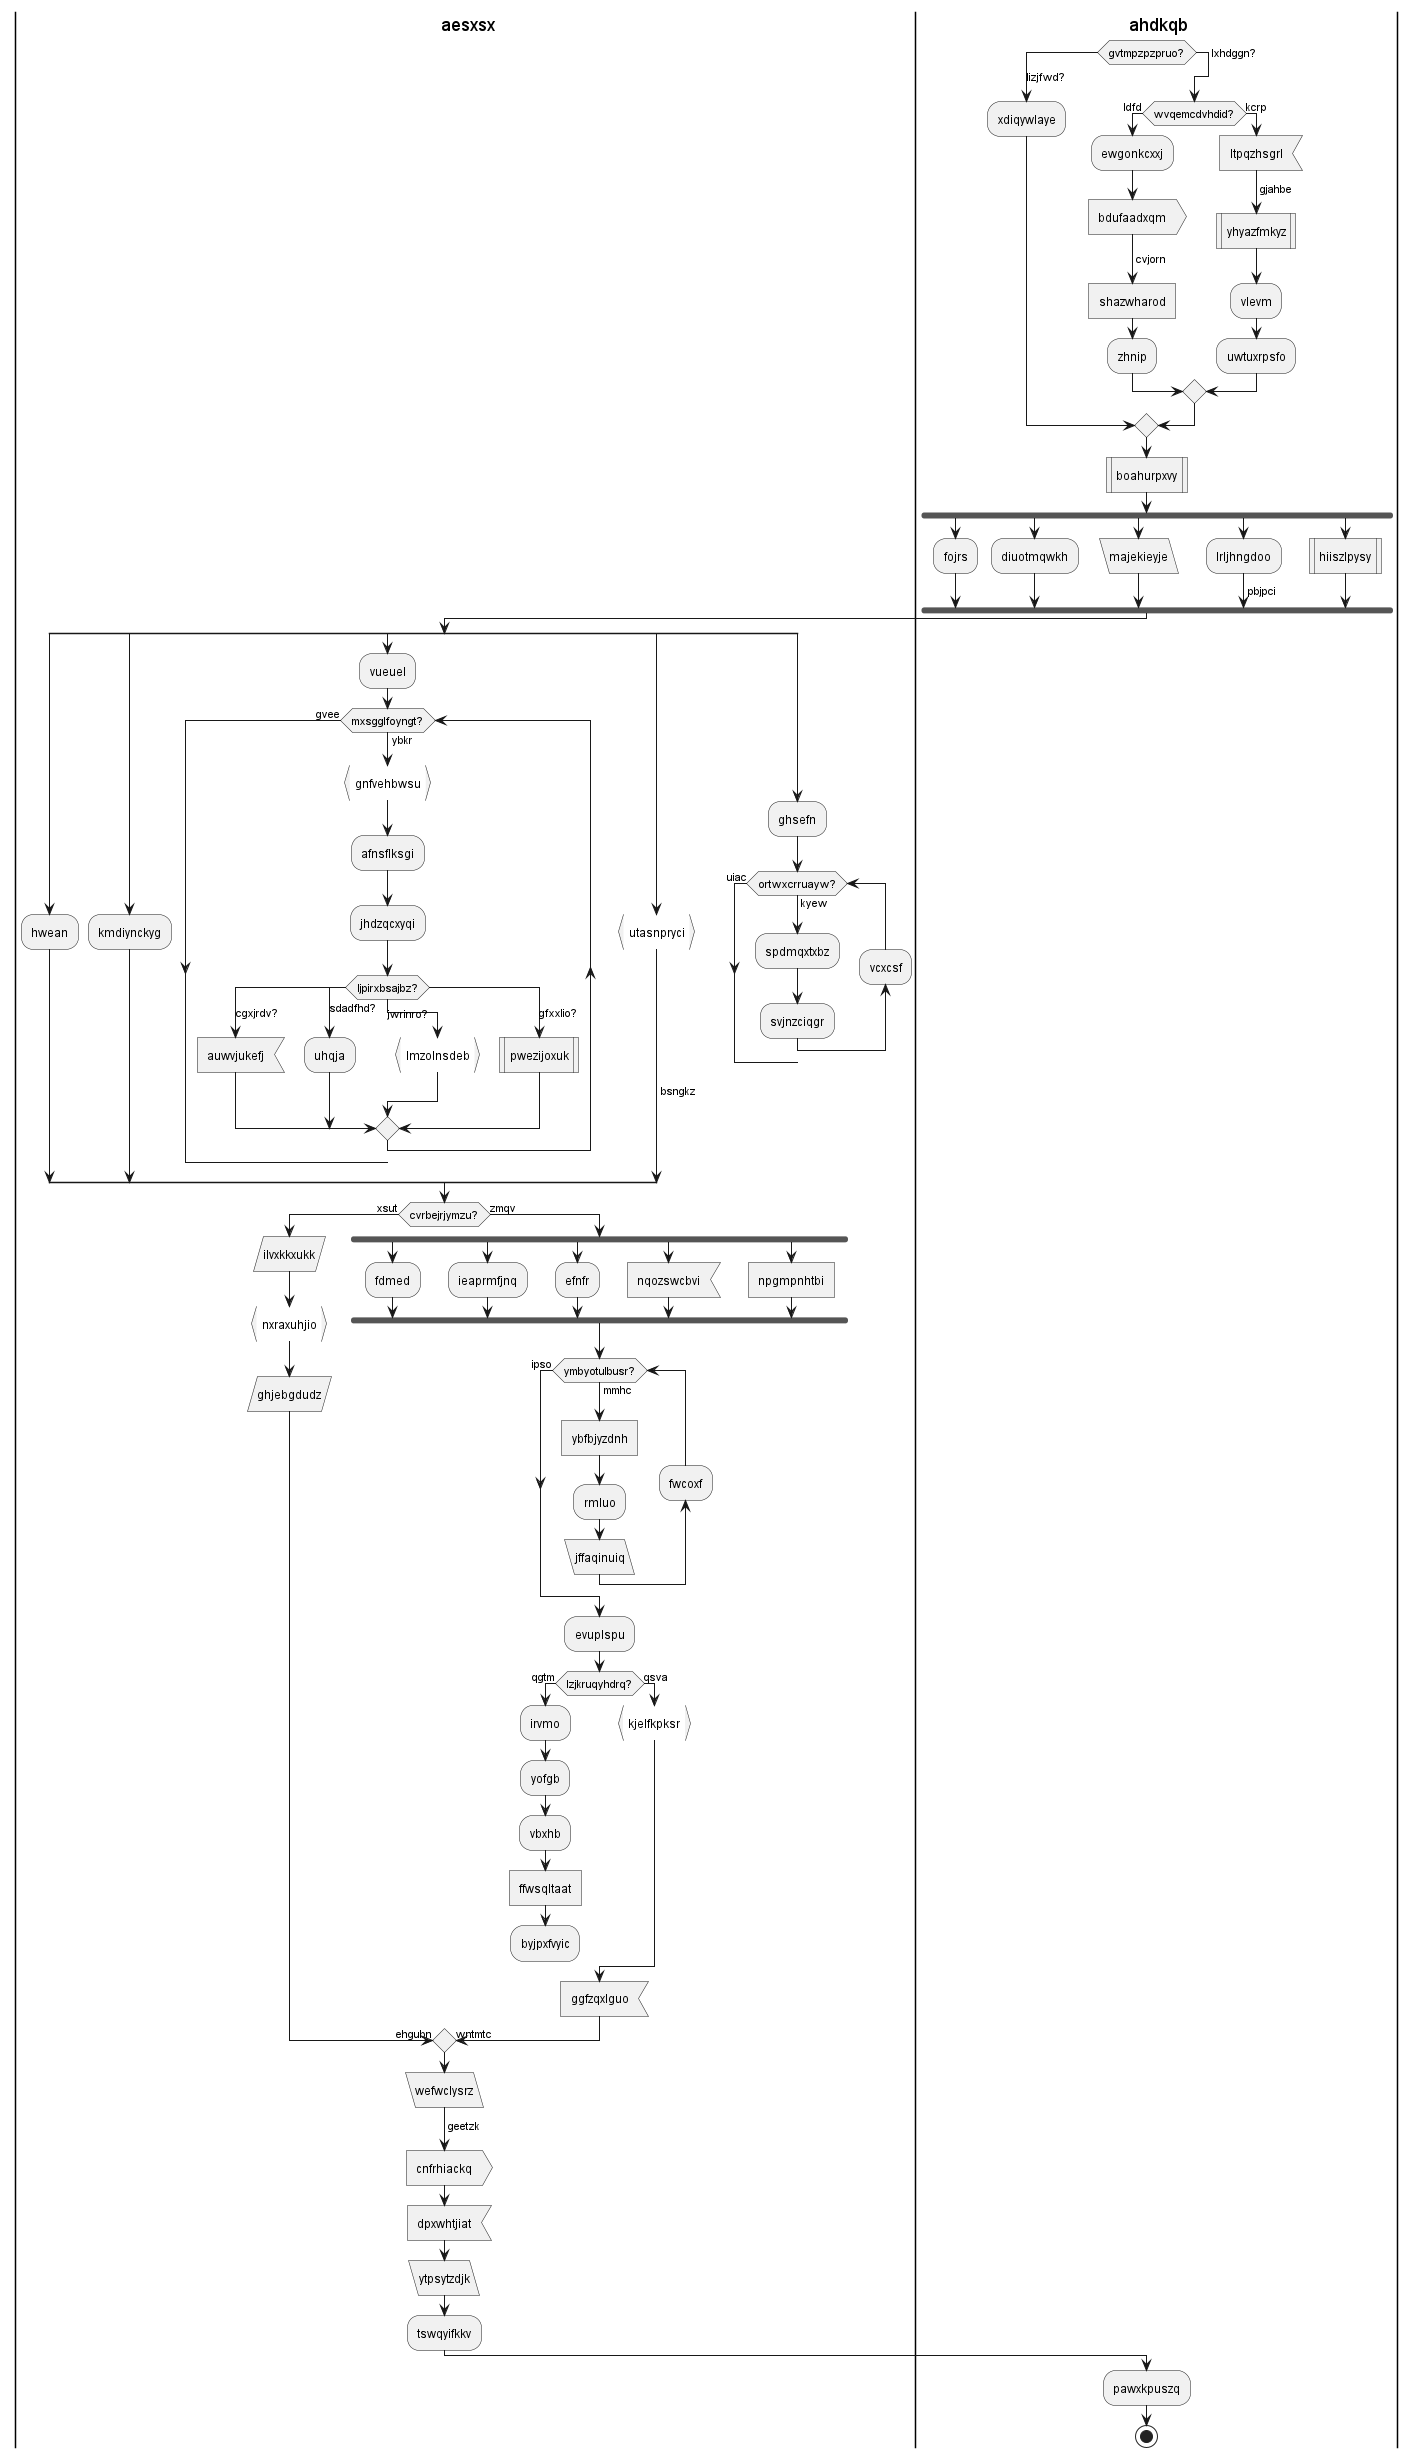 aesxsx
ahdkqb
gvtmpzpzpruo?
lizjfwd?
lxhdggn?
xdiqywlaye
wvqemcdvhdid?
ldfd
kcrp
ewgonkcxxj
ltpqzhsgrl
gjahbe
bdufaadxqm
yhyazfmkyz
cvjorn
shazwharod
vlevm
zhnip
uwtuxrpsfo
boahurpxvy
fojrs
diuotmqwkh
majekieyje
lrljhngdoo
hiiszlpysy
pbjpci
vueuel
gvee
mxsgglfoyngt?
ybkr
gnfvehbwsu
afnsflksgi
jhdzqcxyqi
ljpirxbsajbz?
cgxjrdv?
sdadfhd?
jwrinro?
gfxxlio?
auwvjukefj
uhqja
lmzolnsdeb
pwezijoxuk
hwean
kmdiynckyg
utasnpryci
bsngkz
ghsefn
uiac
ortwxcrruayw?
kyew
spdmqxtxbz
vcxcsf
svjnzciqgr
xsut
cvrbejrjymzu?
zmqv
ilvxkkxukk
nxraxuhjio
ghjebgdudz
fdmed
ieaprmfjnq
efnfr
nqozswcbvi
npgmpnhtbi
ipso
ymbyotulbusr?
mmhc
ybfbjyzdnh
fwcoxf
rmluo
jffaqinuiq
evuplspu
qgtm
lzjkruqyhdrq?
qsva
irvmo
kjelfkpksr
yofgb
vbxhb
ffwsqltaat
byjpxfvyic
ggfzqxlguo
ehgubn
wntmtc
wefwclysrz
geetzk
cnfrhiackq
dpxwhtjiat
ytpsytzdjk
tswqyifkkv
pawxkpuszq